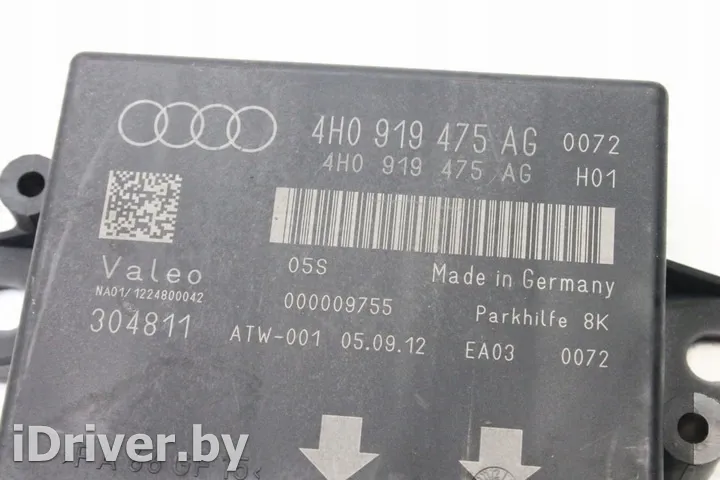 4H0 919 475 AG 0072
4H0 919 475 AG H01
Valeo
NA01/1224800042
304811
05S Made in Germany
000009755 Parkhilfe 8K
ATW-001 05.09.12 EA03 0072
iDriver.by